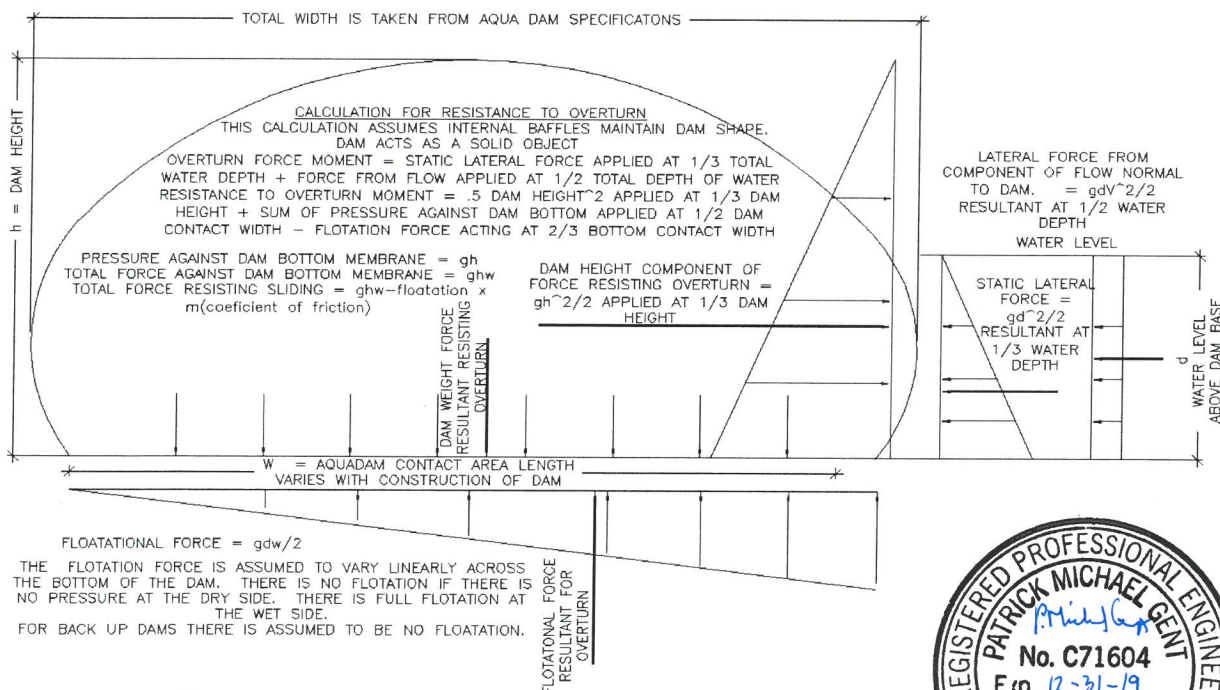 TOTAL WIDTH IS TAKEN FROM AQUA DAM SPECIFICATONS
h = DAM HEIGHT
CALCULATION FOR RESISTANCE TO OVERTURN
THIS CALCULATION ASSUMES INTERNAL BAFFLES MAINTAIN DAM SHAPE.
DAM ACTS AS A SOLID OBJECT
OVERTURN FORCE MOMENT = STATIC LATERAL FORCE APPLIED AT 1/3 TOTAL
WATER DEPTH + FORCE FROM FLOW APPLIED AT 1/2 TOTAL DEPTH OF WATER
RESISTANCE TO OVERTURN MOMENT = .5 DAM HEIGHT^2 APPLIED AT 1/3 DAM
HEIGHT + SUM OF PRESSURE AGAINST DAM BOTTOM APPLIED AT 1/2 DAM
CONTACT WIDTH - FLOTATION FORCE ACTING AT 2/3 BOTTOM CONTACT WIDTH
PRESSURE AGAINST DAM BOTTOM MEMBRANE = gh
TOTAL FORCE AGAINST DAM BOTTOM MEMBRANE = ghw
TOTAL FORCE RESISTING SLIDING = ghw-floatation x
m(coeficient of friction)
DAM HEIGHT COMPONENT OF
FORCE RESISTING OVERTURN =
gh^2/2 APPLIED AT 1/3 DAM
HEIGHT
DAM WEIGHT FORCE
RESULTANT RESISTING
OVERTURN
LATERAL FORCE FROM
COMPONENT OF FLOW NORMAL
TO DAM. = gdV^2/2
RESULTANT AT 1/2 WATER
DEPTH
WATER LEVEL
STATIC LATERAL
FORCE =
gd^2/2
RESULTANT AT
1/3 WATER
DEPTH
d
WATER LEVEL
ABOVE DAM BASE
W = AQUADAM CONTACT AREA LENGTH
VARIES WITH CONSTRUCTION OF DAM
FLOATATIONAL FORCE = gdw/2
THE FLOTATION FORCE IS ASSUMED TO VARY LINEARLY ACROSS
THE BOTTOM OF THE DAM. THERE IS NO FLOTATION IF THERE IS
NO PRESSURE AT THE DRY SIDE. THERE IS FULL FLOTATION AT
THE WET SIDE.
FOR BACK UP DAMS THERE IS ASSUMED TO BE NO FLOATATION.
FLOTATONAL FORCE
RESULTANT FOR
OVERTURN
REGISTERED PROFESSIONAL ENGINEE
PATRICK MICHAEL GENT
No. C71604
Exp. 12-31-19